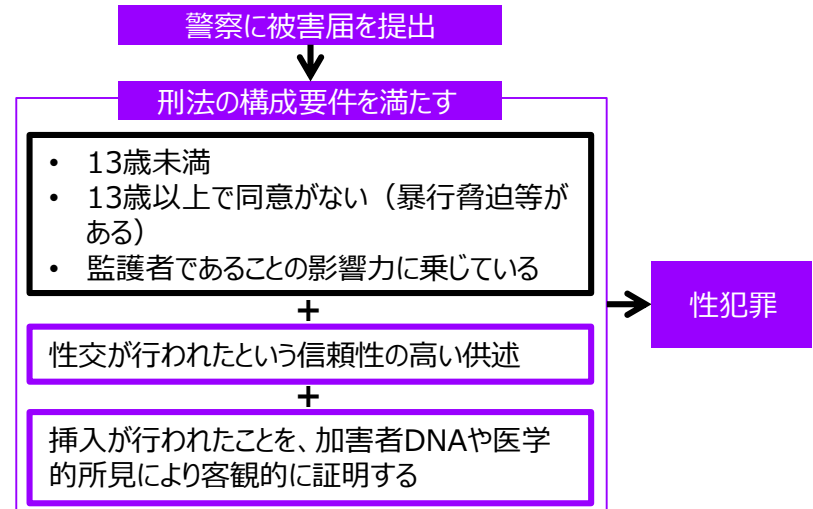 警察に被害届を提出
刑法の構成要件を満たす
• 13歳未満
• 13歳以上で同意がない（暴行脅迫等が
ある）
• 監護者であることの影響力に乗じている
+
性交が行われたという信頼性の高い供述
+
挿入が行われたことを、加害者DNAや医学
的所見により客観的に証明する
性犯罪